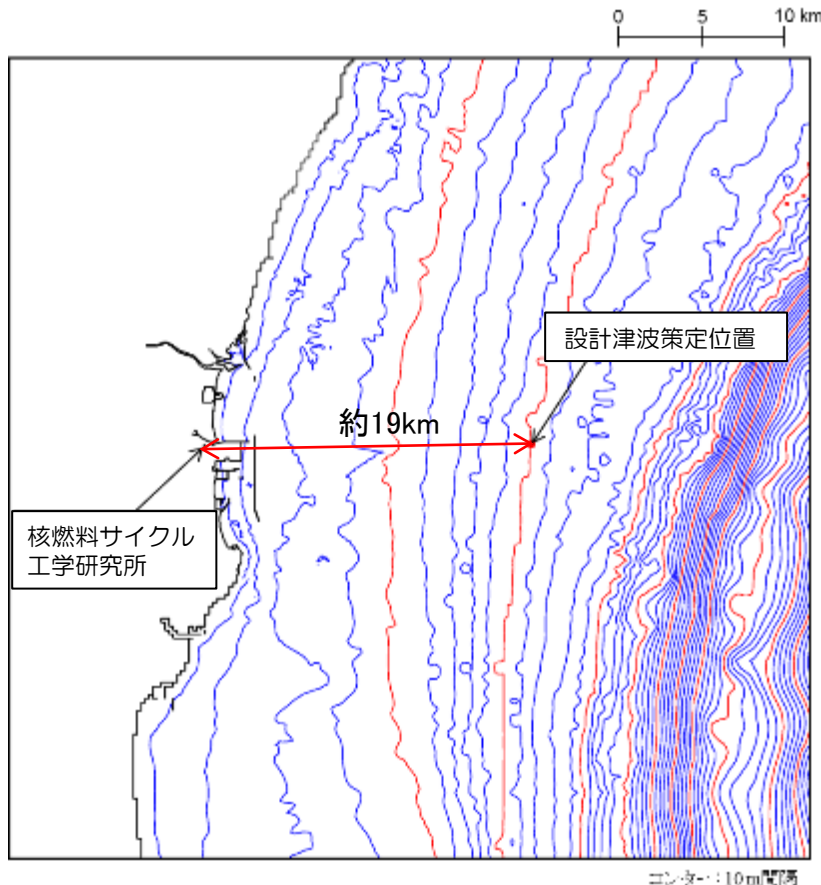 0 5 10 km
設計津波策定位置
約19km
核燃料サイクル
工学研究所
コンター：10m間隔